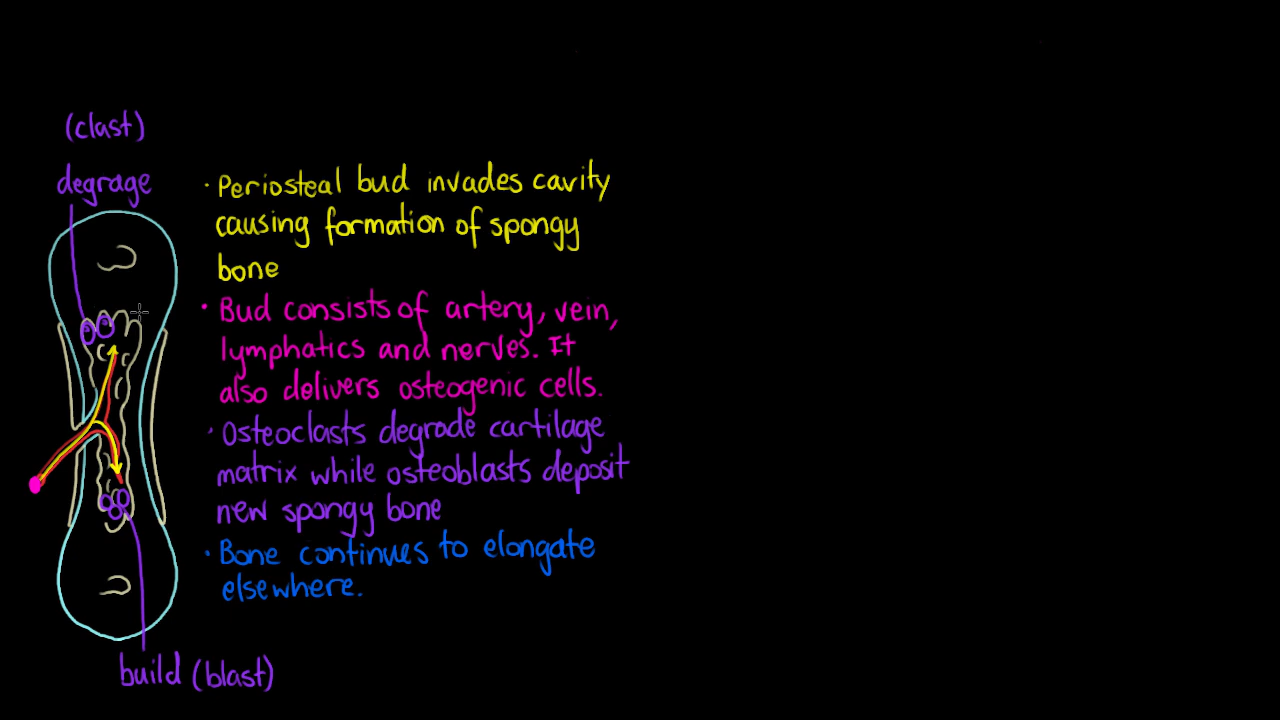 (clast)
degrage
· Periosteal bud invades cavity
causing formation of spongy
bone
· Bud consists of artery, vein,
lymphatics and nerves. It
also delivers osteogenic cells.
· Osteoclasts degrade cartilage
matrix while osteoblasts deposit
new spongy bone
· Bone continues to elongate
elsewhere.
build (blast)